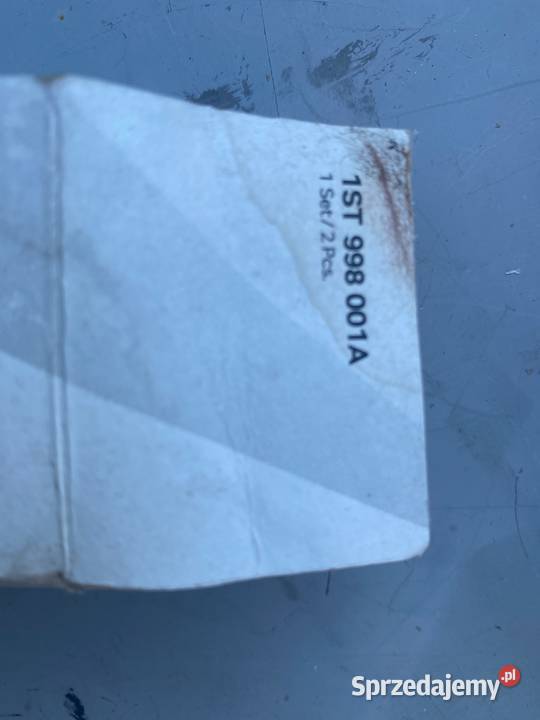 1ST 998 001A
1 Set / 2 Pcs.
Sprzedajemy.pl